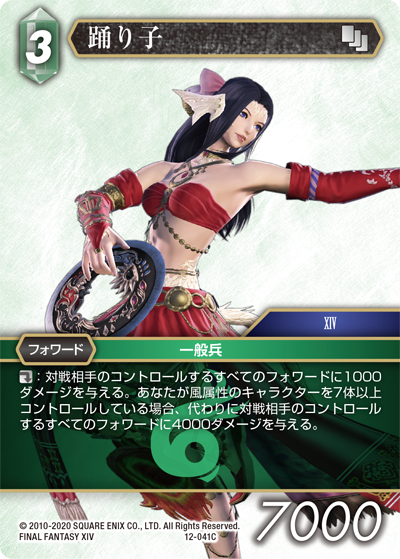 3
踊り子
XIV
フォワード
一般兵
:対戦相手のコントロールするすべてのフォワードに1000
ダメージを与える。あなたが風属性のキャラクターを7体以上
コントロールしている場合、代わりに対戦相手のコントロール
するすべてのフォワードに4000ダメージを与える。
6
© 2010-2020 SQUARE ENIX CO., LTD. All Rights Reserved.
FINAL FANTASY XIV
12-041C
7000